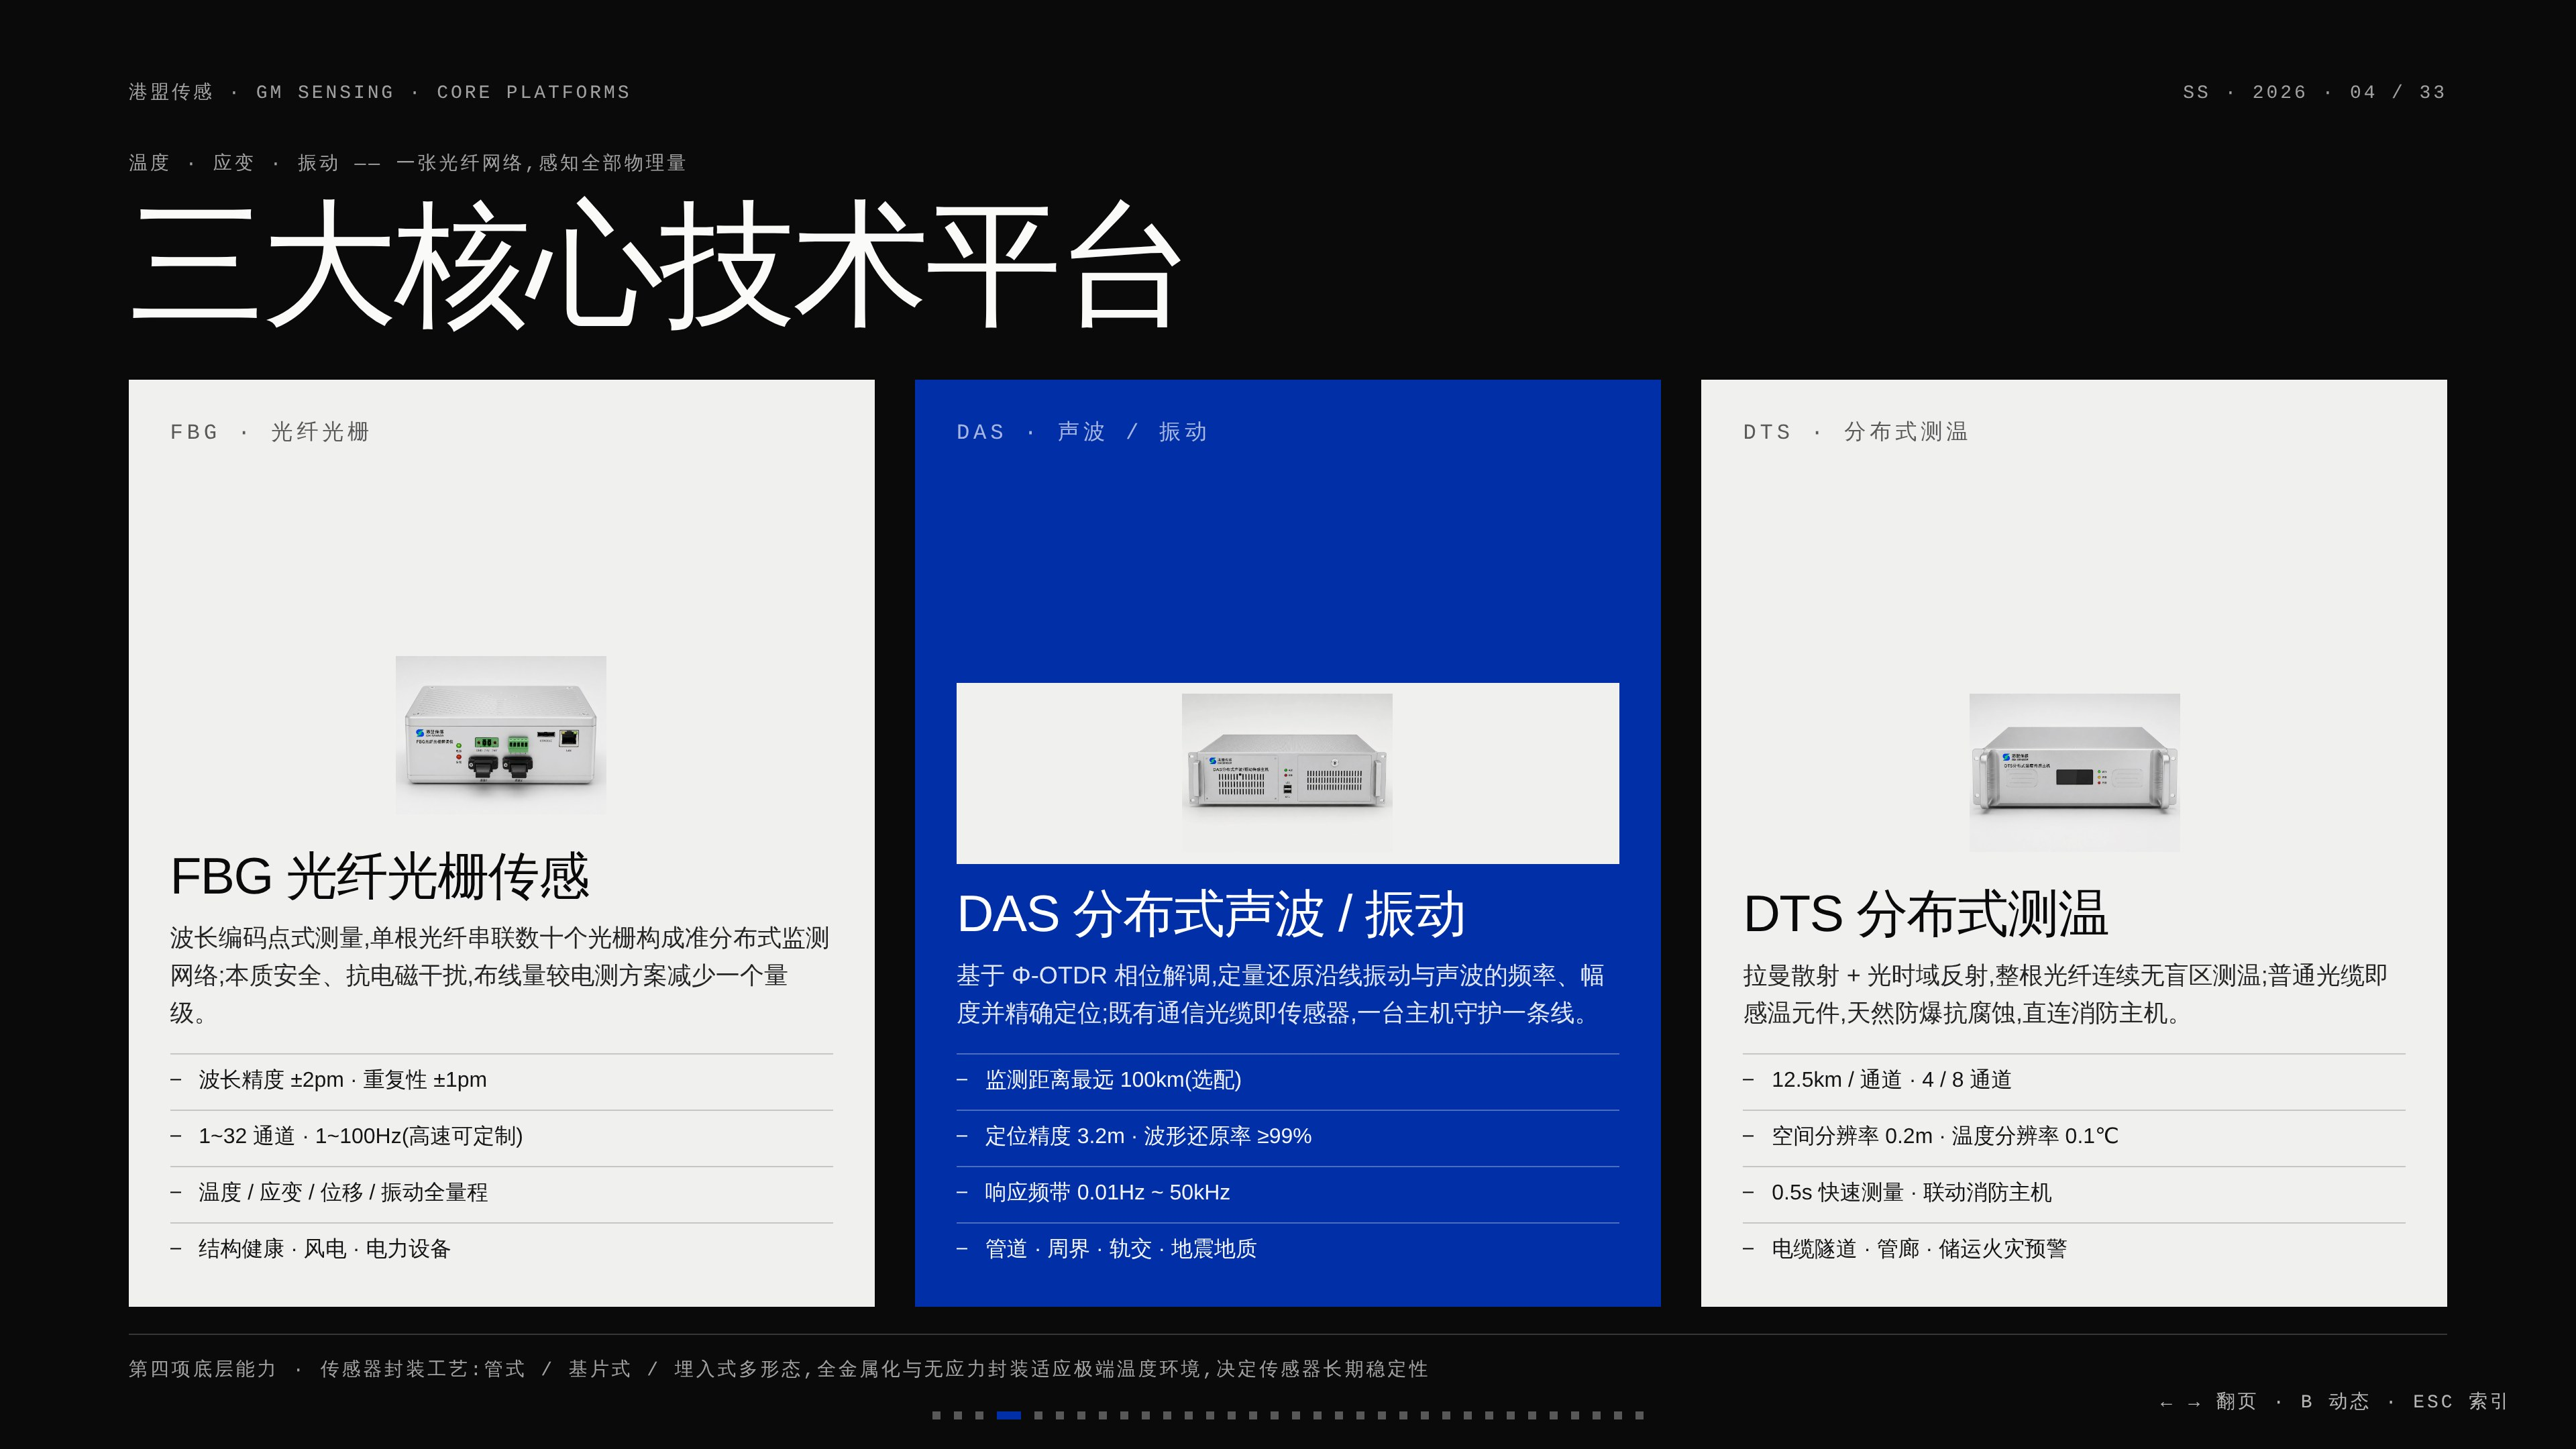 港盟传感 · GM SENSING · CORE PLATFORMS
SS · 2026 · 04 / 33
温度 · 应变 · 振动 —— 一张光纤网络,感知全部物理量
三大核心技术平台
FBG · 光纤光栅
FBG 光纤光栅传感
波长编码点式测量,单根光纤串联数十个光栅构成准分布式监测
网络;本质安全、抗电磁干扰,布线量较电测方案减少一个量
级。
– 波长精度 ±2pm · 重复性 ±1pm
– 1~32 通道 · 1~100Hz(高速可定制)
– 温度 / 应变 / 位移 / 振动全量程
– 结构健康 · 风电 · 电力设备
DAS · 声波 / 振动
DAS 分布式声波 / 振动
基于 Φ-OTDR 相位解调,定量还原沿线振动与声波的频率、幅
度并精确定位;既有通信光缆即传感器,一台主机守护一条线。
– 监测距离最远 100km(选配)
– 定位精度 3.2m · 波形还原率 ≥99%
– 响应频带 0.01Hz ~ 50kHz
– 管道 · 周界 · 轨交 · 地震地质
DTS · 分布式测温
DTS 分布式测温
拉曼散射 + 光时域反射,整根光纤连续无盲区测温;普通光缆即
感温元件,天然防爆抗腐蚀,直连消防主机。
– 12.5km / 通道 · 4 / 8 通道
– 空间分辨率 0.2m · 温度分辨率 0.1℃
– 0.5s 快速测量 · 联动消防主机
– 电缆隧道 · 管廊 · 储运火灾预警
第四项底层能力 · 传感器封装工艺:管式 / 基片式 / 埋入式多形态,全金属化与无应力封装适应极端温度环境,决定传感器长期稳定性
← → 翻页 · B 动态 · ESC 索引